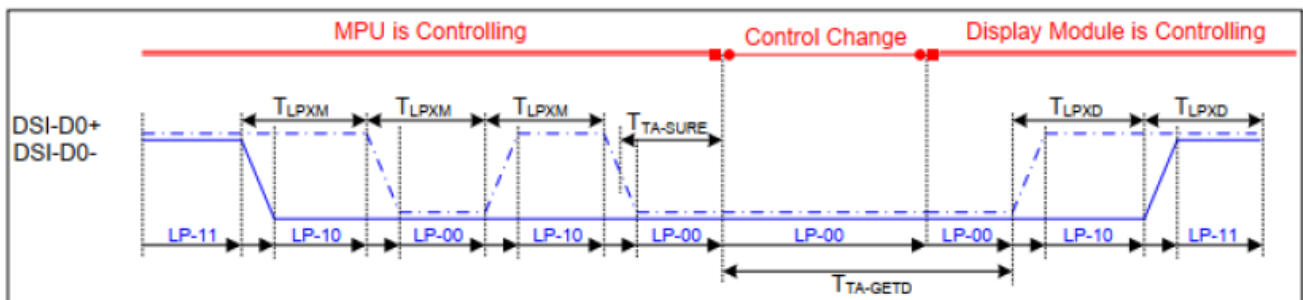 MPU is Controlling Control Change Display Module is Controlling
TLPXM TLPXM TLPXM TTA-SURE TLPXD TLPXD
DSI-D0+
DSI-D0-
LP-11 LP-10 LP-00 LP-10 LP-00 LP-00 LP-00 LP-10 LP-11
TTA-GETD